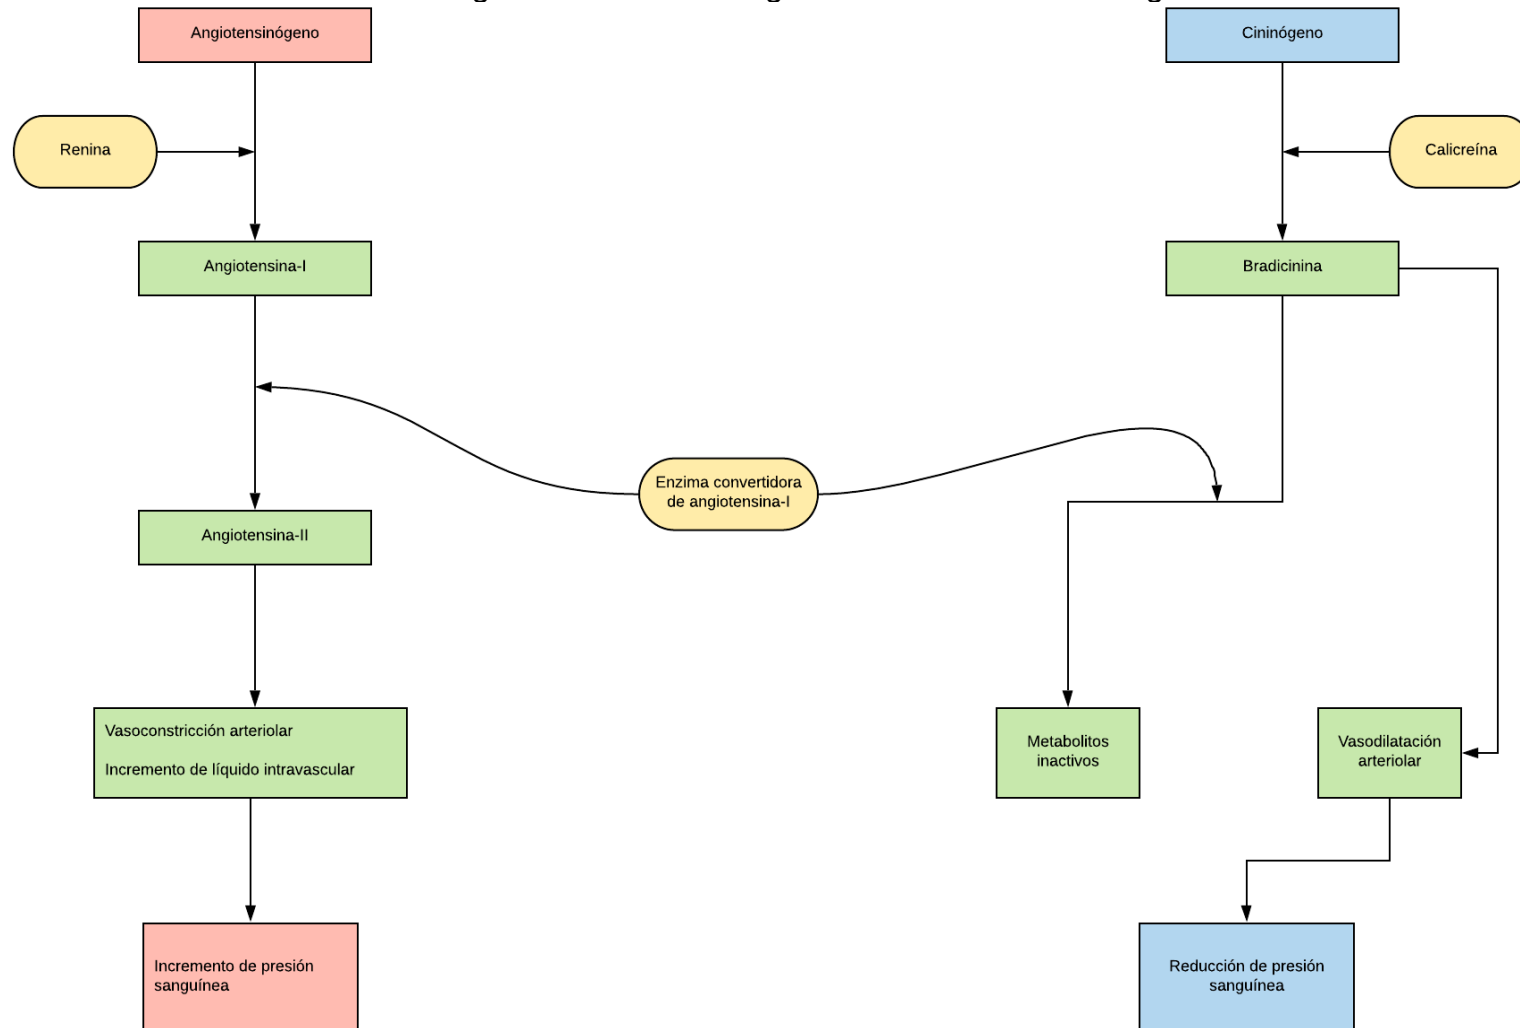 Angiotensinógeno
Cininógeno
Renina
Calicreína
Angiotensina-I
Bradicinina
Enzima convertidora
de angiotensina-I
Angiotensina-II
Vasoconstricción arteriolar
Incremento de líquido intravascular
Metabolitos
inactivos
Vasodilatación
arteriolar
Incremento de presión
sanguínea
Reducción de presión
sanguínea